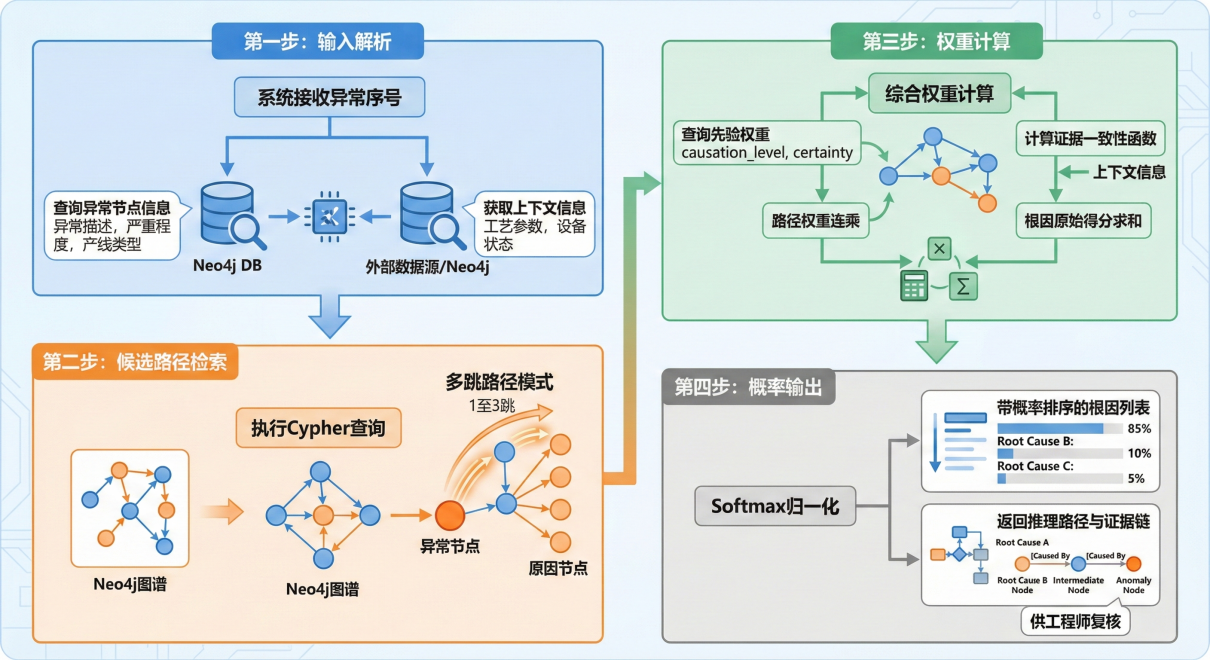 第一步：输入解析
系统接收异常序号
查询异常节点信息
异常描述，严重程
度，产线类型
Neo4j DB
获取上下文信息
工艺参数，设备
状态
外部数据源/Neo4j
第二步：候选路径检索
执行Cypher查询
多跳路径模式
1至3跳
Neo4j图谱
Neo4j图谱
异常节点
原因节点
第三步：权重计算
综合权重计算
查询先验权重
causation_level, certainty
路径权重连乘
计算证据一致性函数
上下文信息
根因原始得分求和
×
Σ
第四步：概率输出
Softmax归一化
带概率排序的根因列表
85%
Root Cause B:
10%
Root Cause C:
5%
返回推理路径与证据链
Root Cause A
[Caused By
[Caused By
Root Cause B
Node
Intermediate
Node
Anomaly
Node
供工程师复核